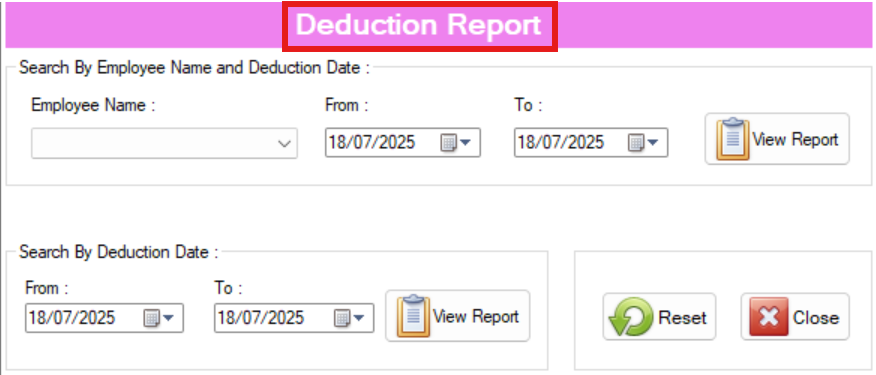 Deduction Report
Search By Employee Name and Deduction Date :
Employee Name : From : To :
18/07/2025 18/07/2025 View Report
Search By Deduction Date :
From : To :
18/07/2025 18/07/2025 View Report
Reset Close